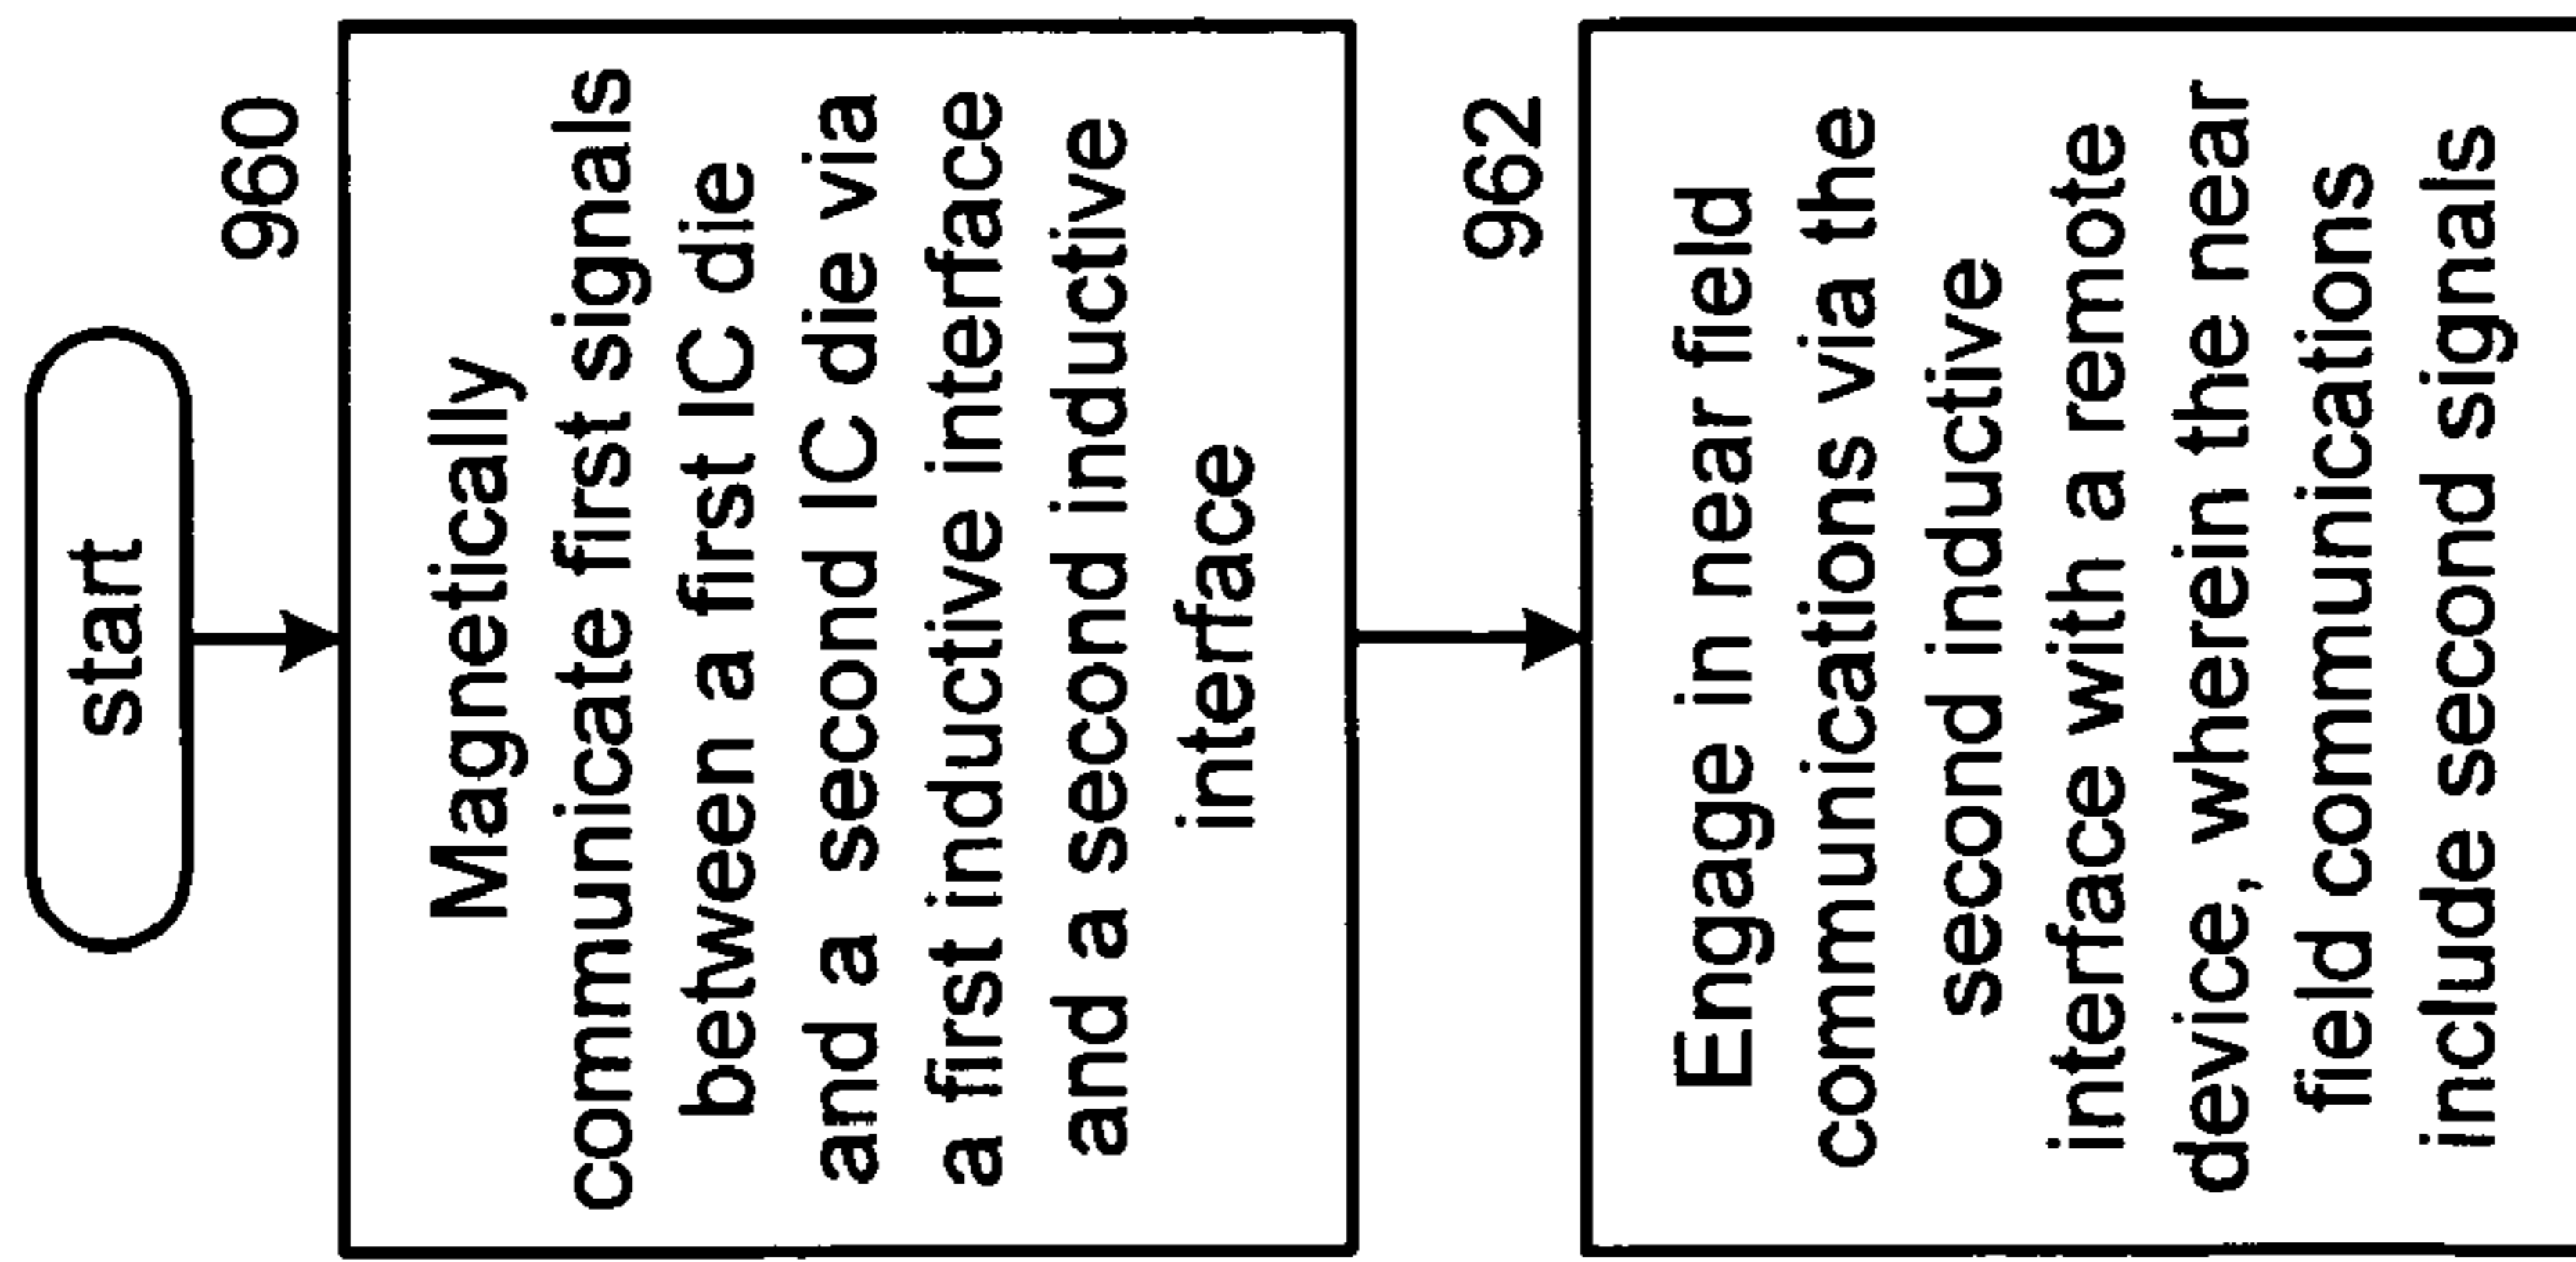 start
960
Magnetically
communicate first signals
between a first IC die
and a second IC die via
a first inductive interface
and a second inductive
interface
962
Engage in near field
communications via the
second inductive
interface with a remote
device, wherein the near
field communications
include second signals